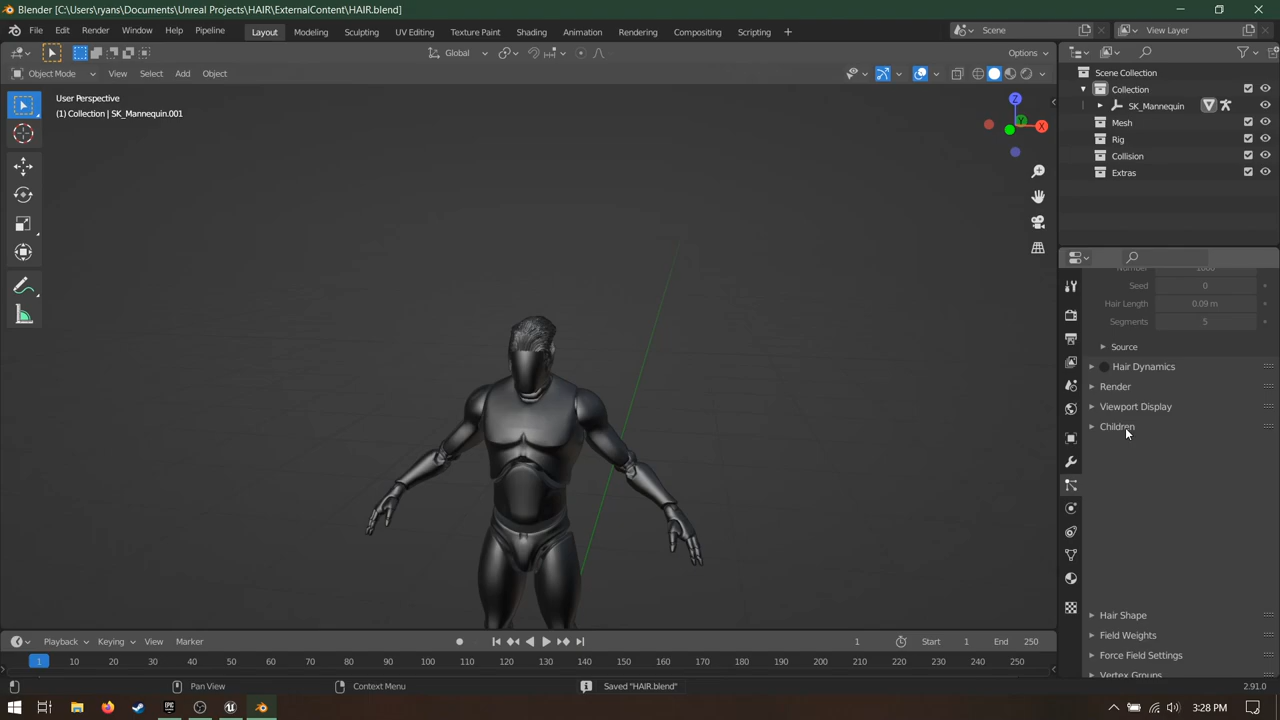 Blender [C:\Users\ryans\Documents\Unreal Projects\HAIR\ExternalContent\HAIR.blend]
File Edit Render Window Help Pipeline Layout Modeling Sculpting UV Editing Texture Paint Shading Animation Rendering Compositing Scripting + Scene View Layer
Global Options
Object Mode View Select Add Object
Scene Collection
User Perspective
Collection
(1) Collection | SK_Mannequin.001
SK_Mannequin
Mesh
Rig
Collision
Extras
Z
Y
X
Seed 0
Hair Length 0.09 m
Segments 5
Source
Hair Dynamics
Render
Viewport Display
Children
Hair Shape
Field Weights
Force Field Settings
Vertex Groups
Playback Keying View Marker 1 Start 1 End 250
1 10 20 30 40 50 60 70 80 90 100 110 120 130 140 150 160 170 180 190 200 210 220 230 240 250
Pan View Context Menu Saved "HAIR.blend" 2.91.0
3:28 PM